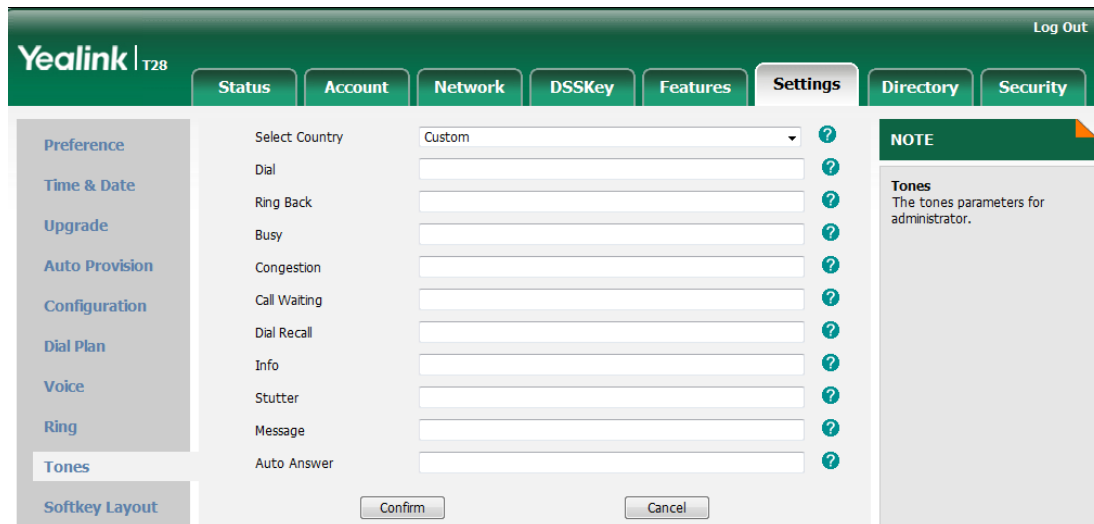 Log Out
Yealink | T28
Status Account Network DSSKey Features Settings Directory Security
Preference
Time & Date
Upgrade
Auto Provision
Configuration
Dial Plan
Voice
Ring
Tones
Softkey Layout
Select Country Custom ?
Dial ?
Ring Back ?
Busy ?
Congestion ?
Call Waiting ?
Dial Recall ?
Info ?
Stutter ?
Message ?
Auto Answer ?
Confirm Cancel
NOTE
Tones
The tones parameters for
administrator.